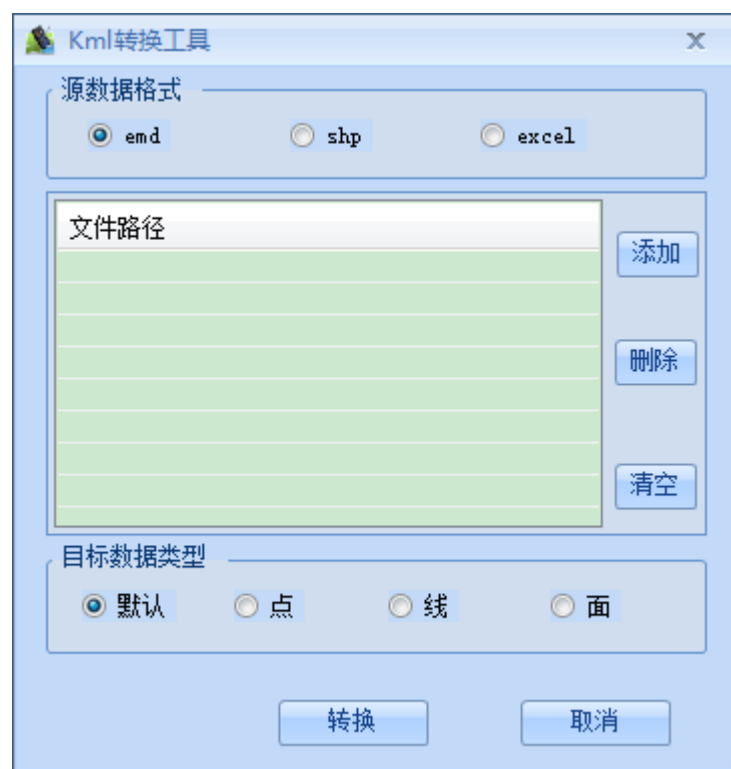 Kml转换工具
源数据格式
emd shp excel
文件路径
添加
删除
清空
目标数据类型
默认 点 线 面
转换 取消